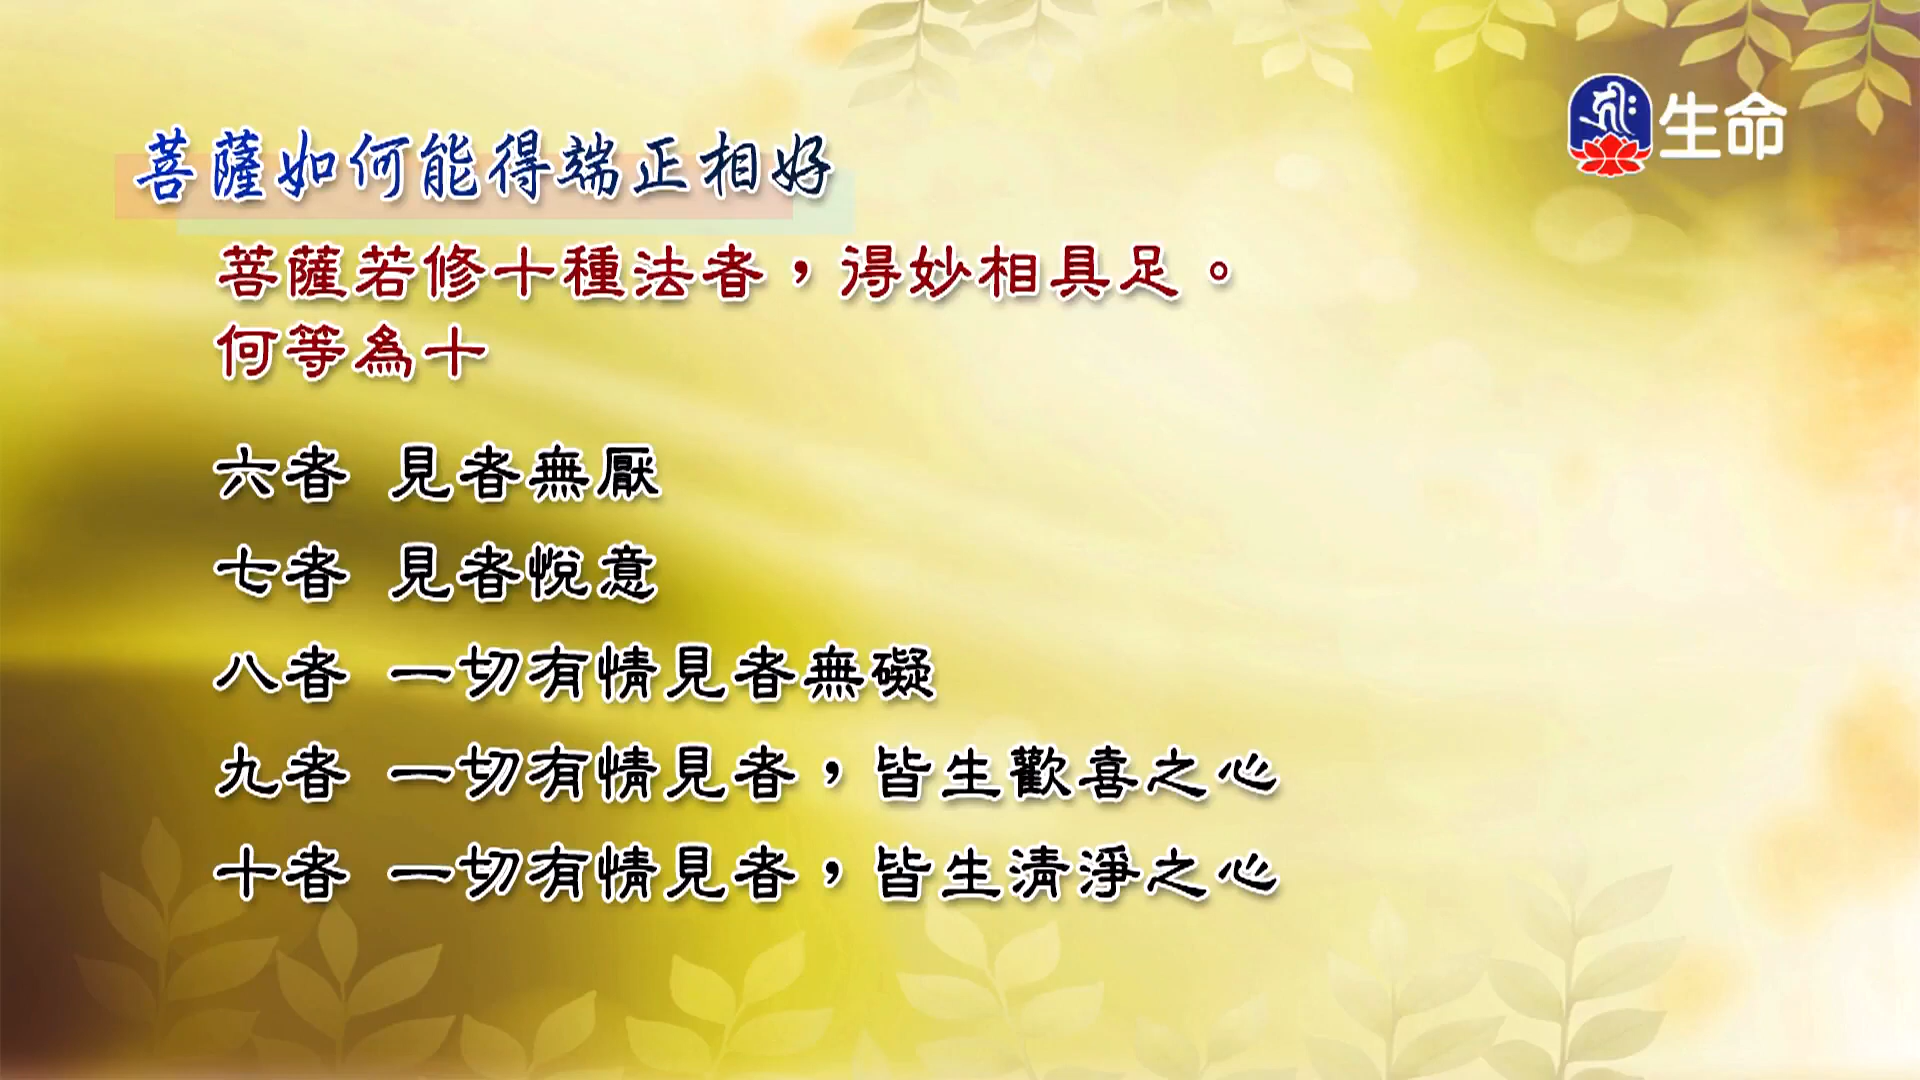 生命
菩薩如何能得端正相好
菩薩若修十種法者，得妙相具足。
何等為十
六者 見者無厭
七者 見者悅意
八者 一切有情見者無礙
九者 一切有情見者，皆生歡喜之心
十者 一切有情見者，皆生清淨之心